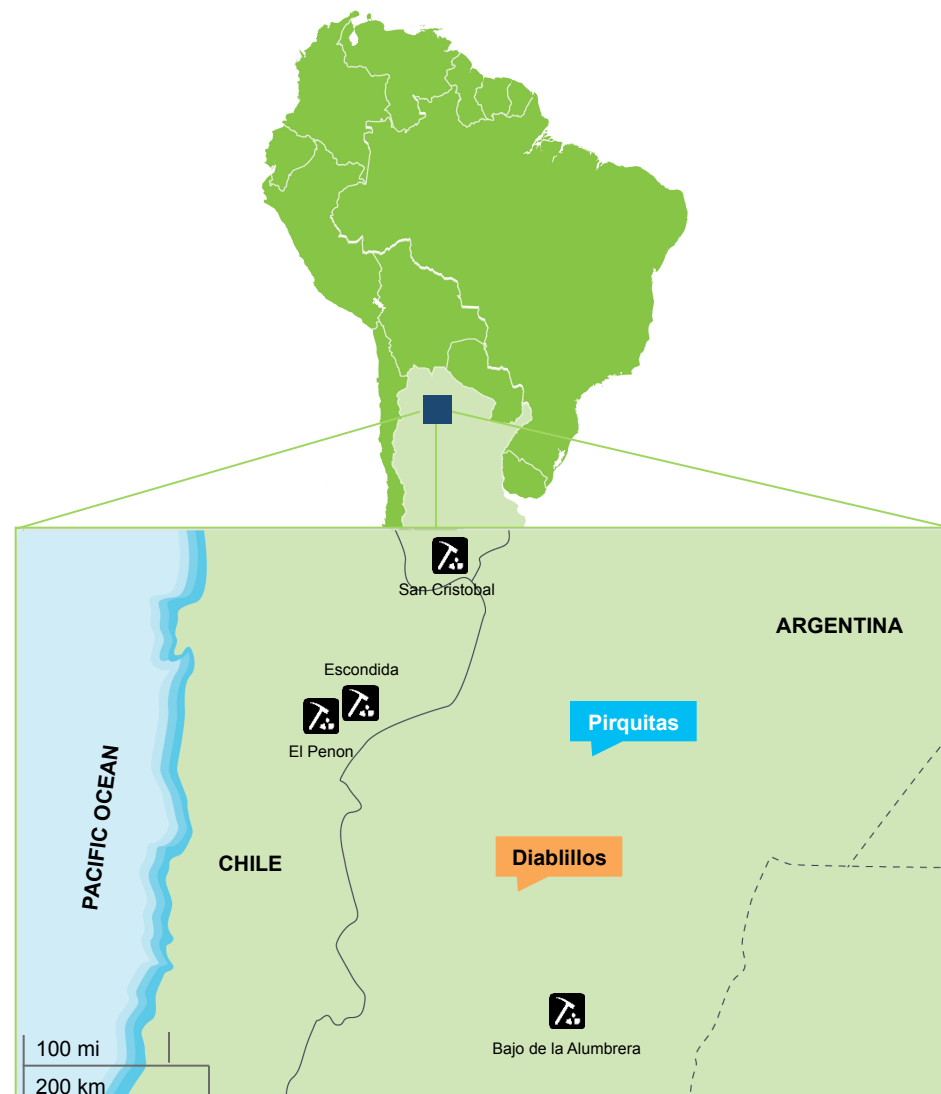 San Cristobal
ARGENTINA
Escondida
Pirquitas
El Penon
PACIFIC OCEAN
CHILE
Diablillos
Bajo de la Alumbrera
100 mi
200 km